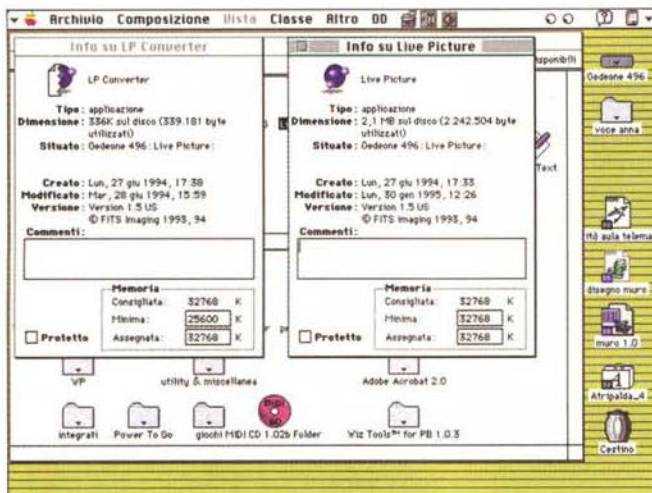 Archivio Composizione Vista Classe Altro DD
Info su LP Converter
LP Converter
Tipo: applicazione
Dimensione: 336K sul disco (339.181 byte
utilizzati)
Situato: Gedeone 496: Live Picture:
Creato: Lun, 27 giu 1994, 17:38
Modificato: Mar, 28 giu 1994, 15:59
Versione: Version 1.5 US
© FITS Imaging 1993, 94
Commenti:
Memoria
Consigliata: 32768 K
Minima: 25600 K
Assegnata: 32768 K
Protetto
Info su Live Picture
Live Picture
Tipo: applicazione
Dimensione: 2,1 MB sul disco (2.242.504 byte
utilizzati)
Situato: Gedeone 496: Live Picture:
Creato: Lun, 27 giu 1994, 17:33
Modificato: Lun, 30 gen 1995, 12:26
Versione: Version 1.5 US
© FITS Imaging 1993, 94
Commenti:
Memoria
Consigliata: 32768 K
Minima: 32768 K
Assegnata: 32768 K
Protetto
sponibili
Text
WP
utility & miscellanea
Adobe Acrobat 2.0
integrati
Power To Go
giochi
MIDI CD 1.02b Folder
Wiz Tools™ for PB 1.0.3
Gedeone 496
voce anna
ità aula telema
disegno muro
muro 1.0
Atripalda_4
Cestino